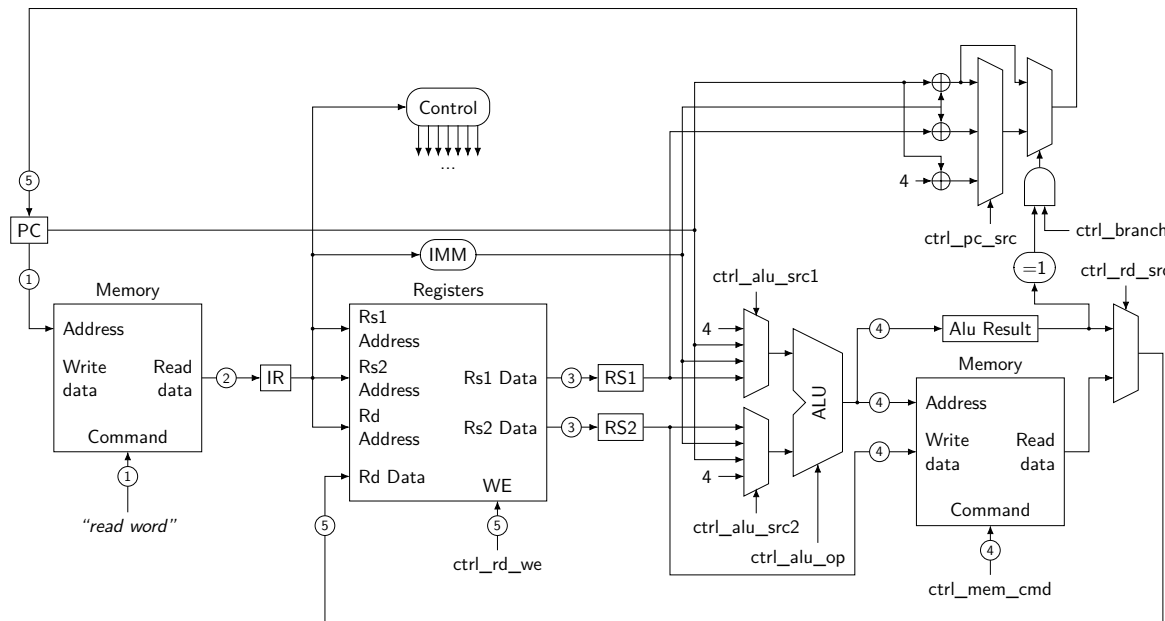 Control
...
5
4
PC
ctrl_pc_src
ctrl_branch
IMM
=1
1
ctrl_alu_src1
ctrl_rd_src
Memory
Registers
Address
Write
data
Read
data
Command
2
IR
1
"read word"
Rs1
Address
Rs2
Address
Rd
Address
Rd Data
Rs1 Data
Rs2 Data
WE
3
RS1
3
RS2
5
5
ctrl_rd_we
4
4
ALU
ctrl_alu_src2
ctrl_alu_op
4
Alu Result
4
4
Memory
Address
Write
data
Read
data
Command
4
ctrl_mem_cmd